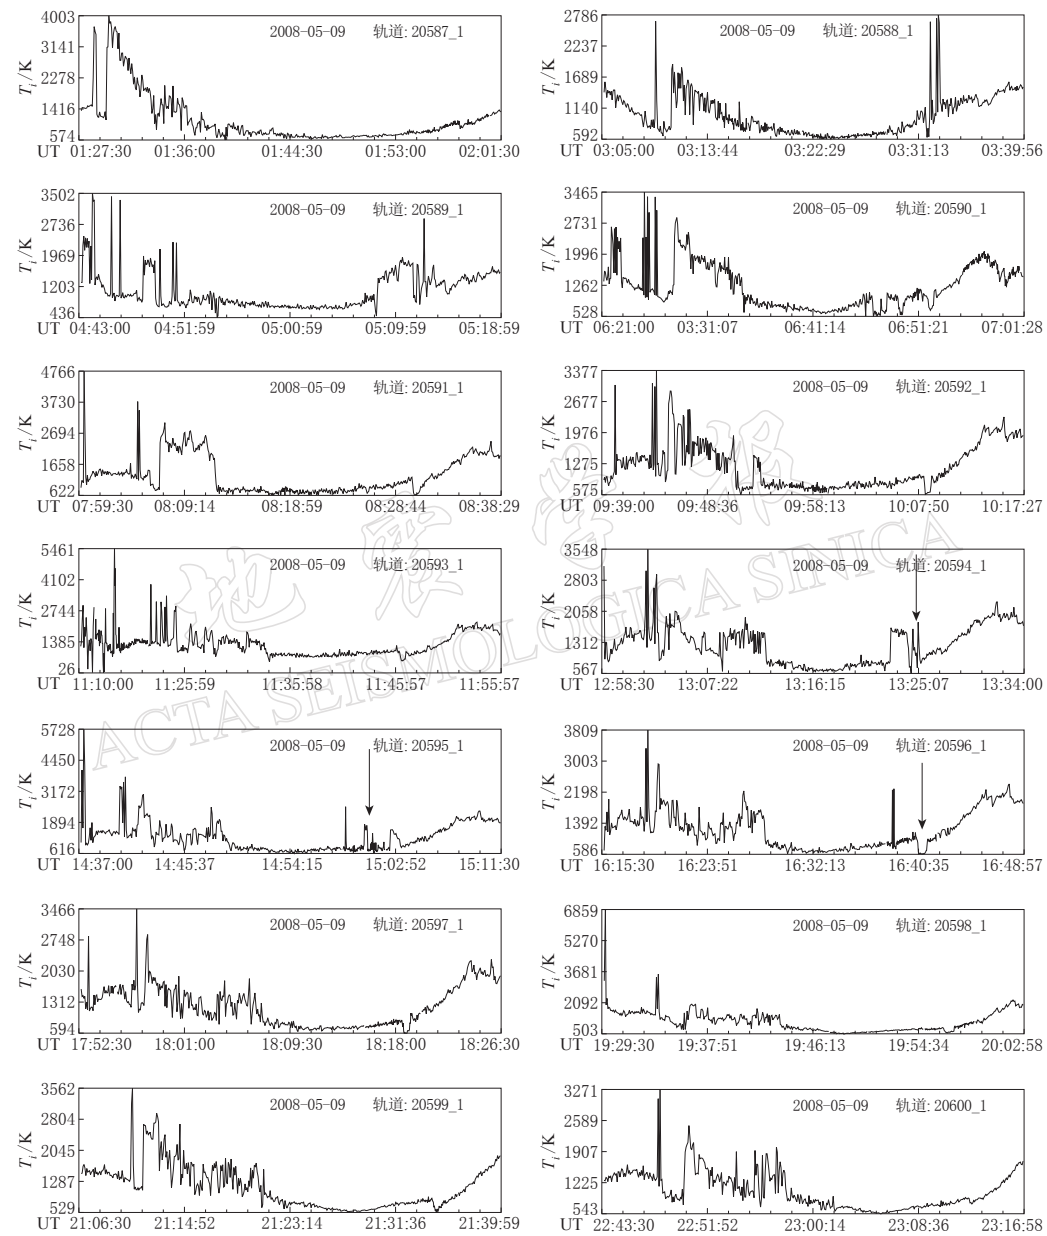 4003
3141
2278
1416
574
T_i/K
2008-05-09 轨道: 20587_1
UT 01:27:30 01:36:00 01:44:30 01:53:00 02:01:30
2786
2237
1689
1140
592
T_i/K
2008-05-09 轨道: 20588_1
UT 03:05:00 03:13:44 03:22:29 03:31:13 03:39:56
3502
2736
1969
1203
436
T_i/K
2008-05-09 轨道: 20589_1
UT 04:43:00 04:51:59 05:00:59 05:09:59 05:18:59
3465
2731
1996
1262
528
T_i/K
2008-05-09 轨道: 20590_1
UT 06:21:00 03:31:07 06:41:14 06:51:21 07:01:28
4766
3730
2694
1658
622
T_i/K
2008-05-09 轨道: 20591_1
UT 07:59:30 08:09:14 08:18:59 08:28:44 08:38:29
3377
2677
1976
1275
575
T_i/K
2008-05-09 轨道: 20592_1
UT 09:39:00 09:48:36 09:58:13 10:07:50 10:17:27
5461
4102
2744
1385
26
T_i/K
2008-05-09 轨道: 20593_1
UT 11:10:00 11:25:59 11:35:58 11:45:57 11:55:57
3548
2803
2058
1312
567
T_i/K
2008-05-09 轨道: 20594_1
UT 12:58:30 13:07:22 13:16:15 13:25:07 13:34:00
5728
4450
3172
1894
616
T_i/K
2008-05-09 轨道: 20595_1
UT 14:37:00 14:45:37 14:54:15 15:02:52 15:11:30
3809
3003
2198
1392
586
T_i/K
2008-05-09 轨道: 20596_1
UT 16:15:30 16:23:51 16:32:13 16:40:35 16:48:57
3466
2748
2030
1312
594
T_i/K
2008-05-09 轨道: 20597_1
UT 17:52:30 18:01:00 18:09:30 18:18:00 18:26:30
6859
5270
3681
2092
503
T_i/K
2008-05-09 轨道: 20598_1
UT 19:29:30 19:37:51 19:46:13 19:54:34 20:02:58
3562
2804
2045
1287
529
T_i/K
2008-05-09 轨道: 20599_1
UT 21:06:30 21:14:52 21:23:14 21:31:36 21:39:59
3271
2589
1907
1225
543
T_i/K
2008-05-09 轨道: 20600_1
UT 22:43:30 22:51:52 23:00:14 23:08:36 23:16:58
地震学报
ACTA SEISMOLOGICA SINICA